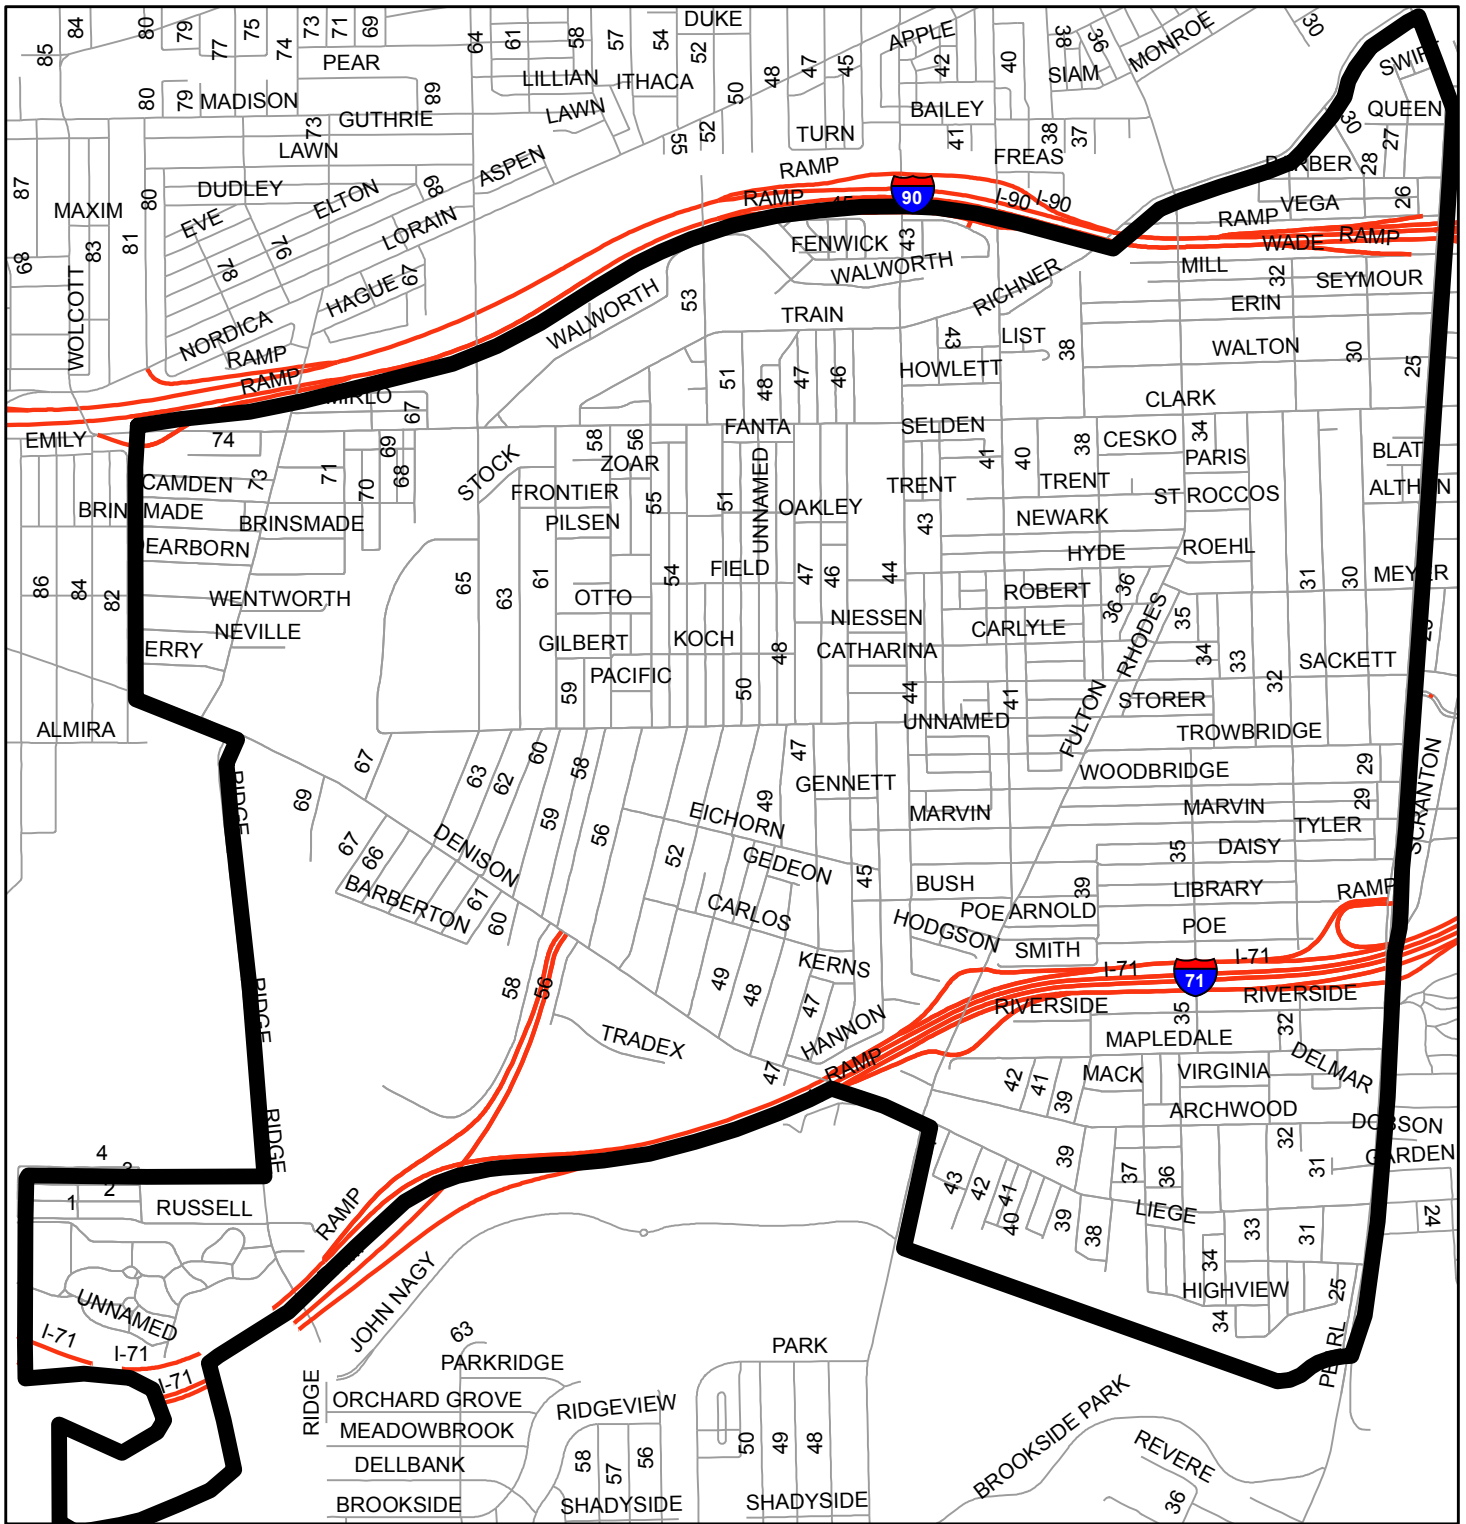 84
80
79
75
73
71
69
64
61
58
57
54
DUKE
APPLE
38
36
MONROE
30
85
77
74
PEAR
52
47
45
42
40
SIAM
SWIF
LILLIAN
ITHACA
50
48
80
79
MADISON
89
LAWN
BAILEY
QUEEN
GUTHRIE
73
55
52
TURN
41
38
37
30
27
LAWN
ASPEN
RAMP
FREAS
28
87
80
DUDLEY
ELTON
68
RAMP
45
90
I-90
I-90
VEGA
26
MAXIM
EVE
LORAIN
RAMP
83
81
76
FENWICK
43
WADE
RAMP
89
78
HAGUE
67
WALWORTH
RICHNER
MILL
32
SEYMOUR
WOLCOTT
NORDICA
WALWORTH
53
TRAIN
ERIN
RAMP
43
LIST
38
WALTON
30
25
RAMP
51
48
47
46
HOWLETT
67
CLARK
EMILY
74
69
58
56
FANTA
SELDEN
38
CESKO
34
BLAT
CAMDEN
73
71
70
68
STOCK
ZOAR
UNNAMED
41
40
PARIS
FRONTIER
55
51
OAKLEY
TRENT
TRENT
ST ROCCOS
BRINSMADE
PILSEN
43
NEWARK
MADE
54
FIELD
47
46
44
HYDE
ROEHL
86
84
82
65
63
61
36
36
31
30
WENTWORTH
OTTO
ROBERT
RHODES
35
NEVILLE
GILBERT
KOCH
48
NIESSEN
CARLYLE
ERRY
CATHARINA
34
33
32
SACKETT
PACIFIC
59
50
44
41
STORER
ALMIRA
UNNAMED
FULTON
TROWBRIDGE
67
63
62
60
58
47
WOODBRIDGE
29
RIDGE
69
59
56
49
GENNETT
SCRANTON
EICHORN
MARVIN
MARVIN
29
67
66
DENISON
52
GEDEON
45
35
DAISY
TYLER
BARBERTON
61
60
CARLOS
BUSH
39
LIBRARY
RAMP
HODGSON
POE
ARNOLD
POE
58
56
49
48
KERNS
SMITH
I-71
71
I-71
RIDGE
47
RIVERSIDE
35
RIVERSIDE
TRADEX
HANNON
MAPLEDALE
32
47
RAMP
42
41
39
MACK
VIRGINIA
DELMAR
RIDGE
ARCHWOOD
DOBSON
4
39
32
GARDEN
2
1
RUSSELL
43
42
41
40
37
36
31
RAMP
39
38
LIEGE
33
31
24
34
UNNAMED
JOHN NAGY
HIGHVIEW
25
I-71
I-71
63
PARK
34
I-71
RIDGE
PARKRIDGE
ORCHARD GROVE
RIDGEVIEW
MEADOWBROOK
DELLBANK
58
57
56
50
49
48
BROOKSIDE PARK
REVERE
BROOKSIDE
SHADYSIDE
SHADYSIDE
36